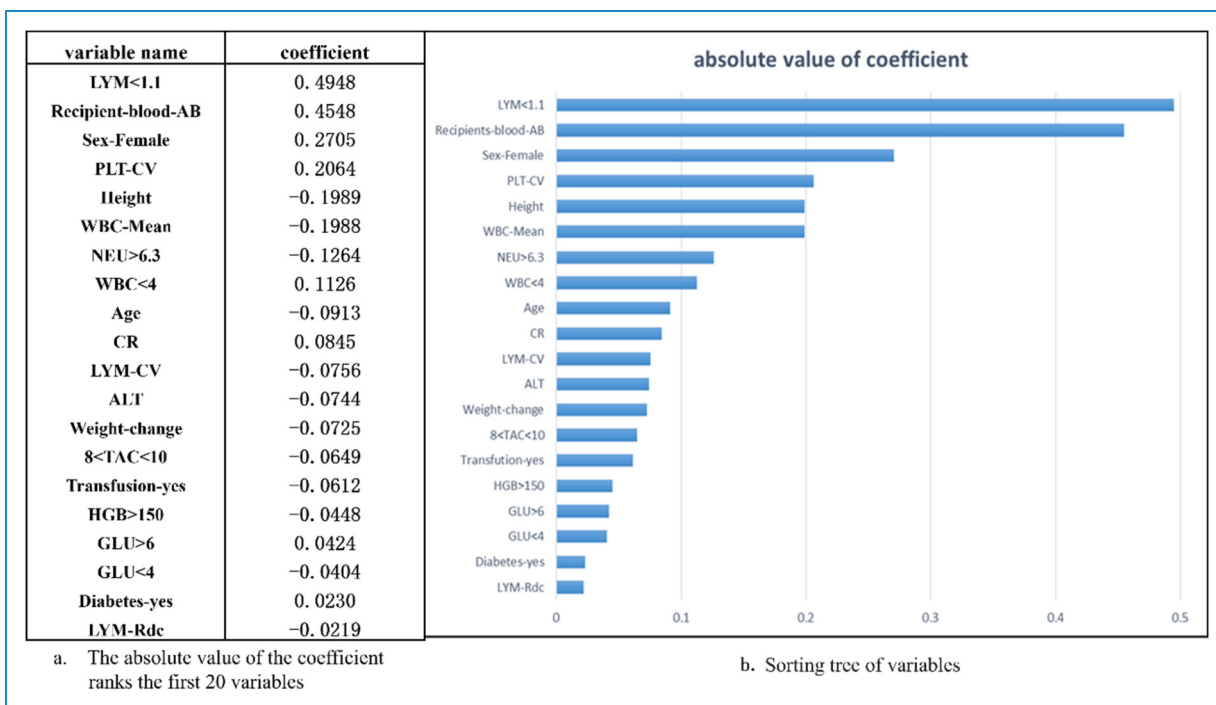 variable name coefficient
LYM<1.1 0.4948
Recipient-blood-AB 0.4548
Sex-Female 0.2705
PLT-CV 0.2064
Height -0.1989
WBC-Mean -0.1988
NEU>6.3 -0.1264
WBC<4 0.1126
Age -0.0913
CR 0.0845
LYM-CV -0.0756
ALT -0.0744
Weight-change -0.0725
8<TAC<10 -0.0649
Transfusion-yes -0.0612
HGB>150 -0.0448
GLU>6 0.0424
GLU<4 -0.0404
Diabetes-yes 0.0230
LYM-Rdc -0.0219
a. The absolute value of the coefficient
ranks the first 20 variables
absolute value of coefficient
LYM<1.1
Recipients-blood-AB
Sex-Female
PLT-CV
Height
WBC-Mean
NEU>6.3
WBC<4
Age
CR
LYM-CV
ALT
Weight-change
8<TAC<10
Transfution-yes
HGB>150
GLU>6
GLU<4
Diabetes-yes
LYM-Rdc
0 0.1 0.2 0.3 0.4 0.5
b. Sorting tree of variables